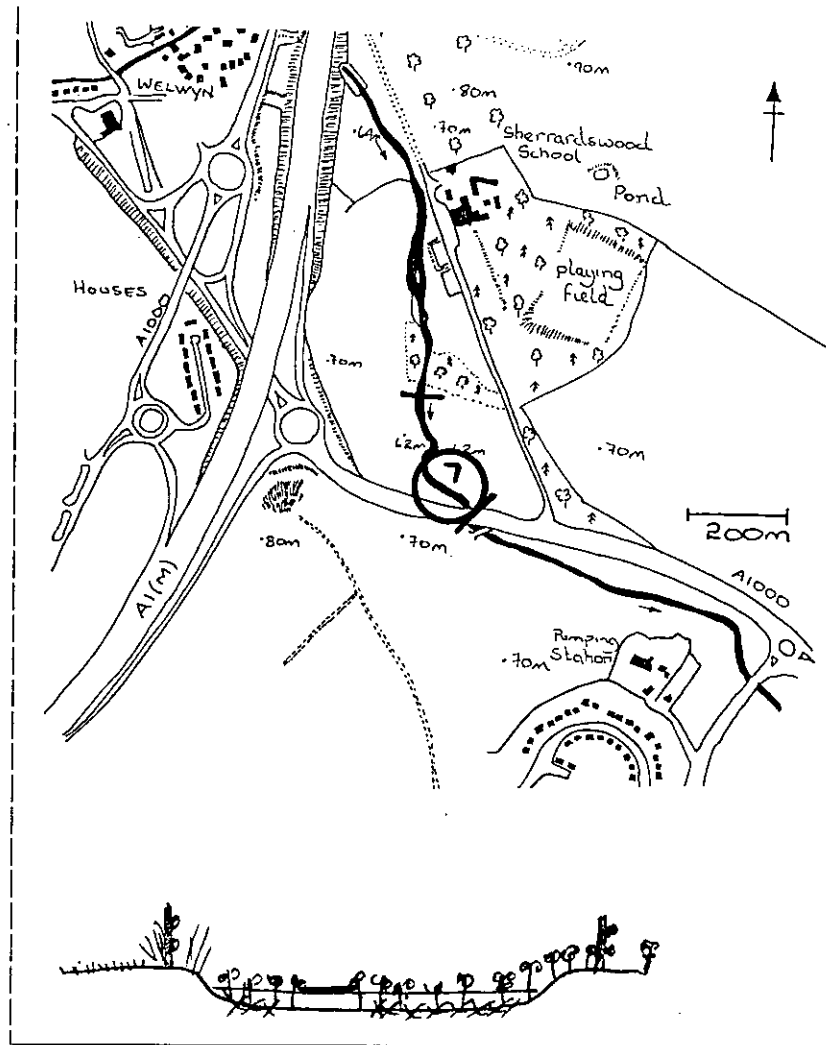 90m
WELWYN
.80m
.70m
Sherrardswood
School
Pond
HOUSES
A1000
playing
field
.70m
62m
62m
.70m
7
200m
.80m
.70m.
A1(M)
A1000
.70m
Pumping
Station